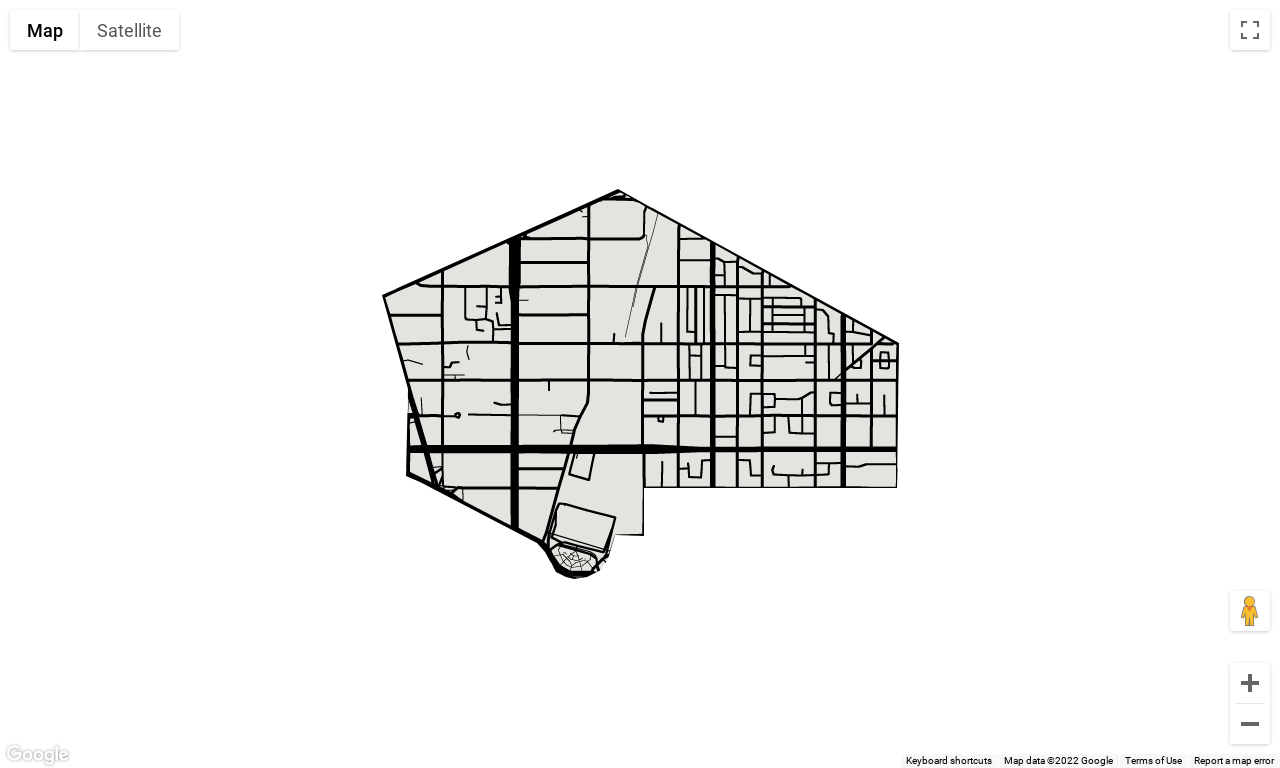 Map
Satellite
Google
Keyboard shortcuts
Map data ©2022 Google
Terms of Use
Report a map error